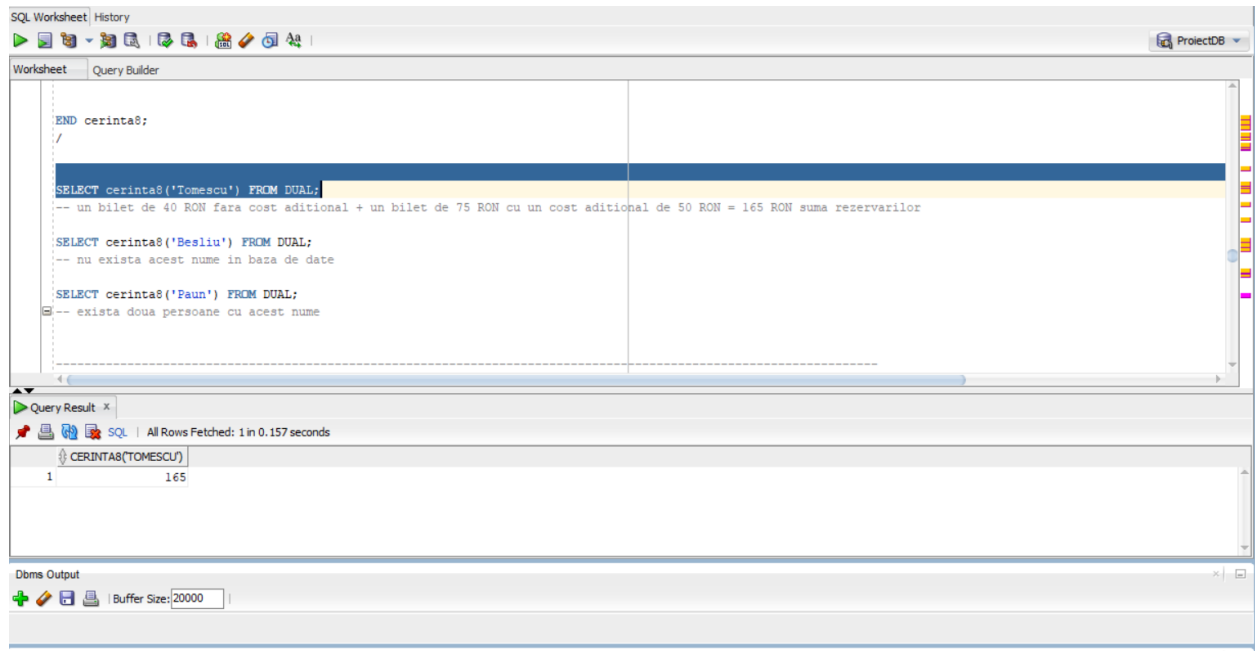 SQL Worksheet History
ProiectDB
Worksheet Query Builder
END cerinta8;
/
SELECT cerinta8('Tomescu') FROM DUAL;
-- un bilet de 40 RON fara cost aditional + un bilet de 75 RON cu un cost aditional de 50 RON = 165 RON suma rezervarilor
SELECT cerinta8('Besliu') FROM DUAL;
-- nu exista acest nume in baza de date
SELECT cerinta8('Paun') FROM DUAL;
-- exista doua persoane cu acest nume
Query Result
SQL | All Rows Fetched: 1 in 0.157 seconds
CERINTA8('TOMESCU')
1 165
Dbms Output
Buffer Size: 20000